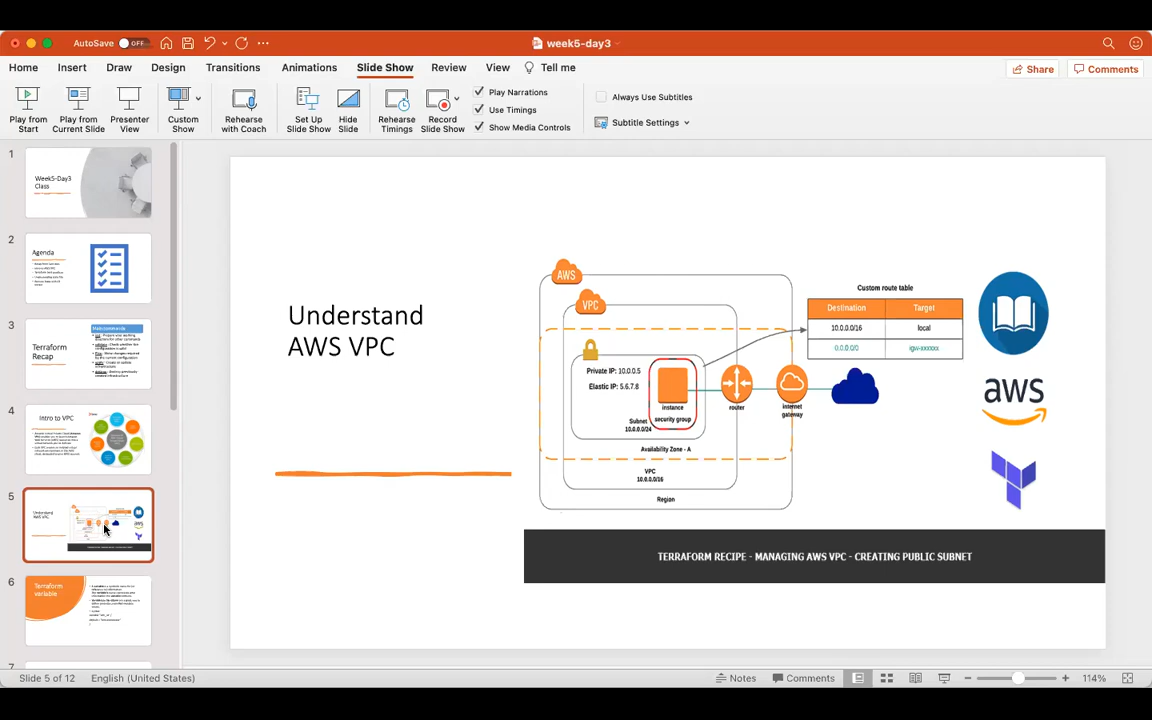 AutoSave OFF
week5-day3
Home Insert Draw Design Transitions Animations Slide Show Review View Tell me
Share Comments
Play from Start
Play from Current Slide
Presenter View
Custom Show
Rehearse with Coach
Set Up Slide Show
Hide Slide
Rehearse Timings
Record Slide Show
Play Narrations
Use Timings
Show Media Controls
Always Use Subtitles
Subtitle Settings
1
Week5-Day3
Class
2
Agenda
3
Terraform
Recap
4
Intro to VPC
5
Understand
AWS VPC
6
Terraform
variable
7
Understand
AWS VPC
AWS
VPC
Private IP: 10.0.0.5
Elastic IP: 5.6.7.8
instance
security group
Subnet
10.0.0.0/24
Availability Zone - A
VPC
10.0.0.0/16
Region
router
internet
gateway
Custom route table
Destination Target
10.0.0.0/16 local
0.0.0.0/0 igw-xxxxxx
aws
TERRAFORM RECIPE - MANAGING AWS VPC - CREATING PUBLIC SUBNET
Slide 5 of 12 English (United States)
Notes Comments 114%